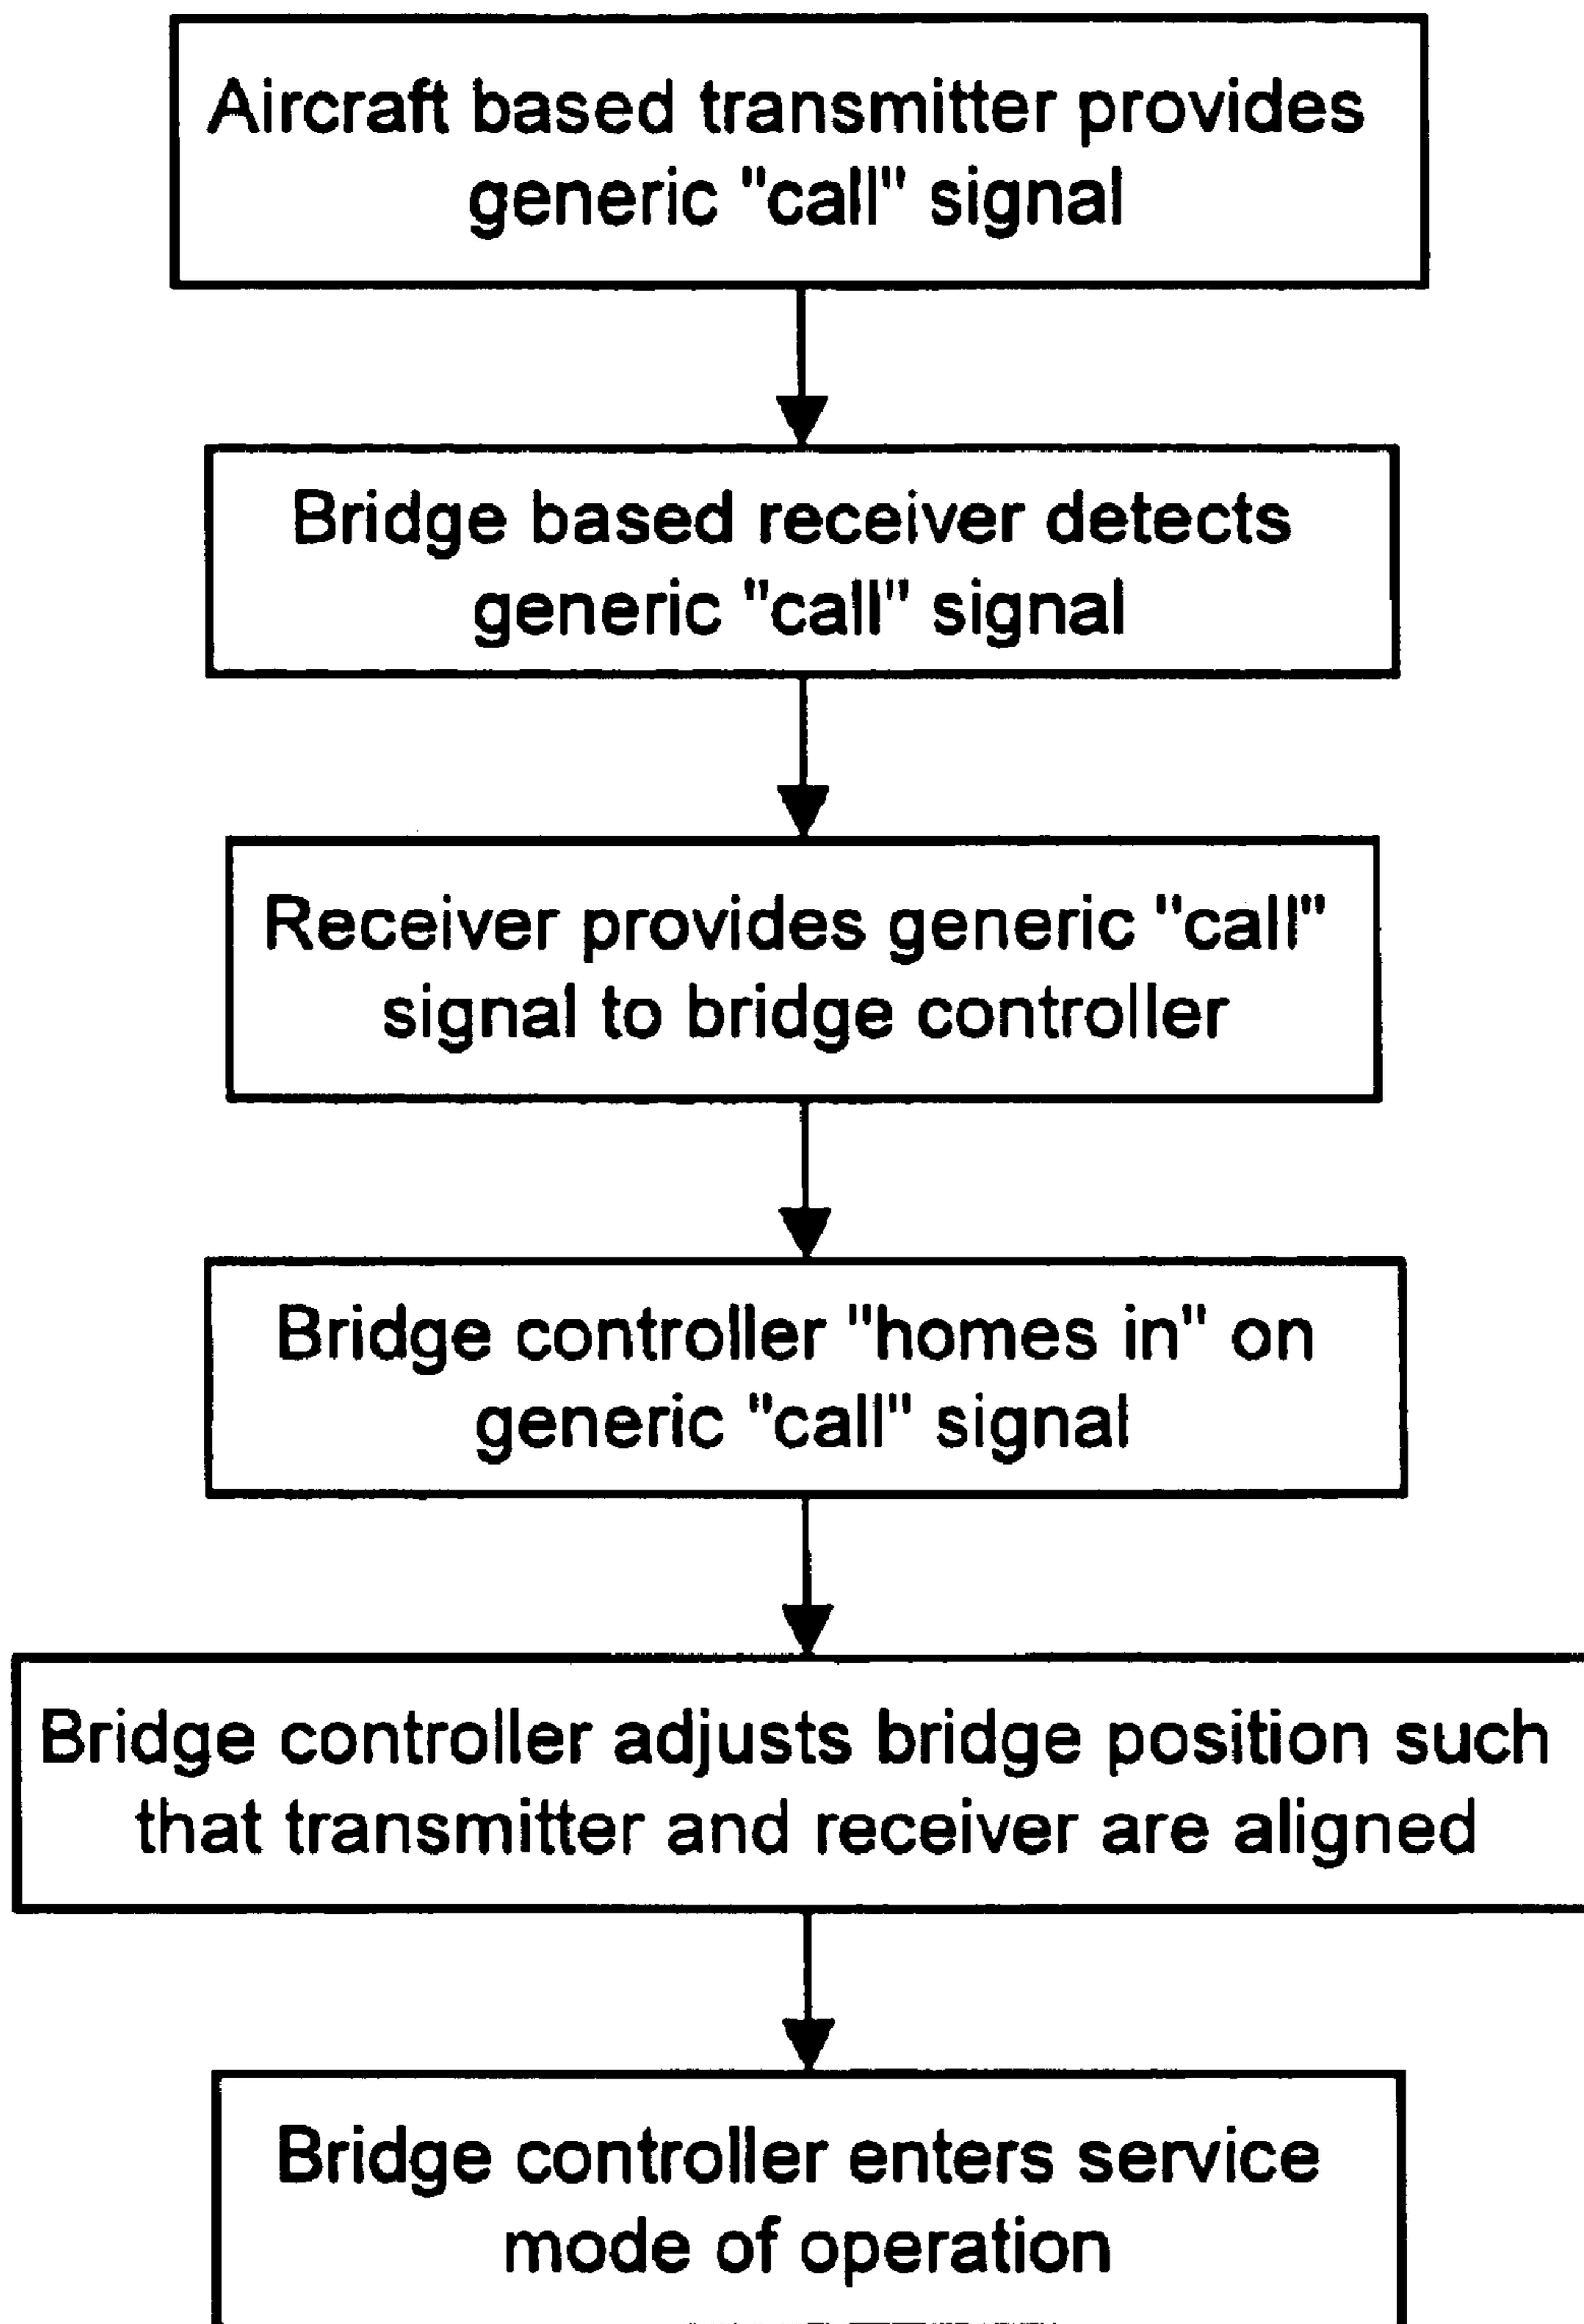 Aircraft based transmitter provides
generic "call" signal
Bridge based receiver detects
generic "call" signal
Receiver provides generic "call"
signal to bridge controller
Bridge controller "homes in" on
generic "call" signal
Bridge controller adjusts bridge position such
that transmitter and receiver are aligned
Bridge controller enters service
mode of operation